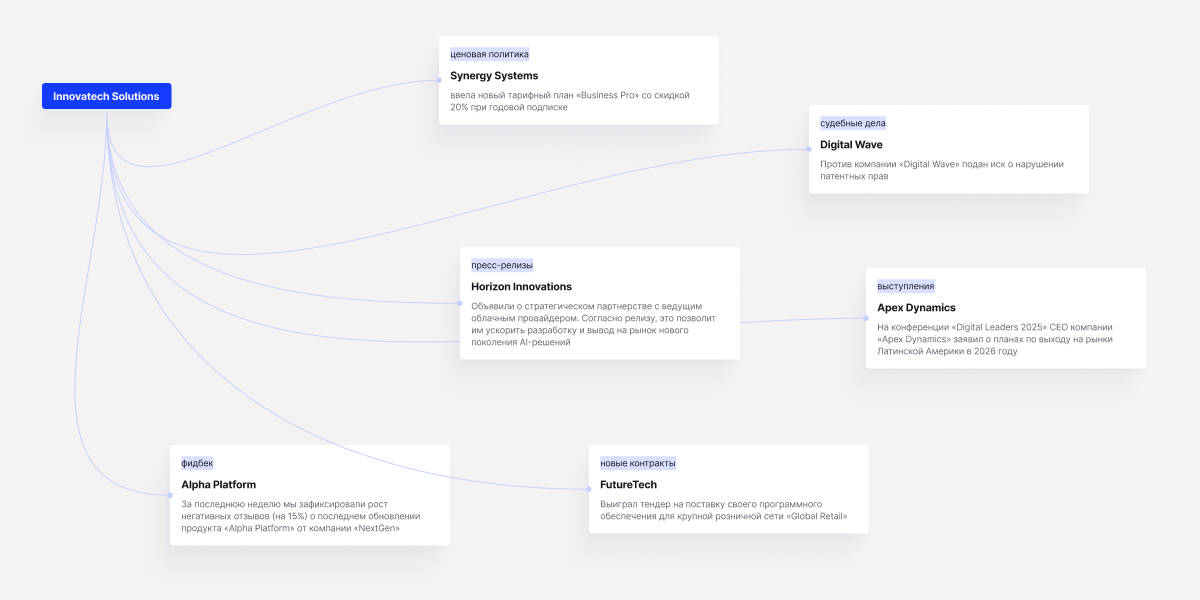 Innovatech Solutions
ценовая политика
Synergy Systems
ввела новый тарифный план «Business Pro» со скидкой
20% при годовой подписке
судебные дела
Digital Wave
Против компании «Digital Wave» подан иск о нарушении
патентных прав
пресс-релизы
Horizon Innovations
Объявили о стратегическом партнерстве с ведущим
облачным провайдером. Согласно релизу, это позволит
им ускорить разработку и вывод на рынок нового
поколения AI-решений
выступления
Apex Dynamics
На конференции «Digital Leaders 2025» CEO компании
«Apex Dynamics» заявил о планах по выходу на рынки
Латинской Америки в 2026 году
фидбек
Alpha Platform
За последнюю неделю мы зафиксировали рост
негативных отзывов (на 15%) о последнем обновлении
продукта «Alpha Platform» от компании «NextGen»
новые контракты
FutureTech
Выиграл тендер на поставку своего программного
обеспечения для крупной розничной сети «Global Retail»